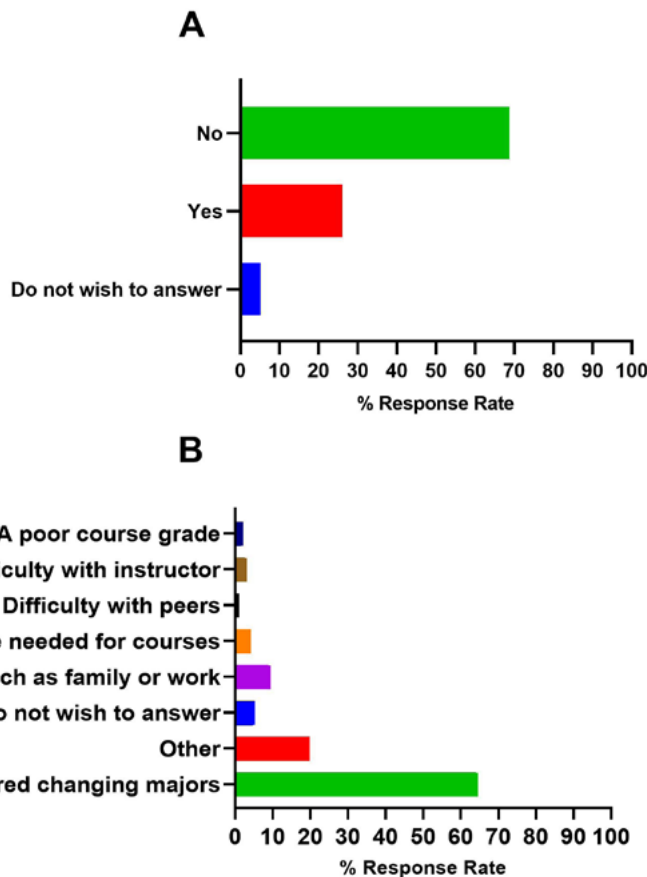 A
No
Yes
Do not wish to answer
0 10 20 30 40 50 60 70 80 90 100
% Response Rate
B
A poor course grade
culty with instructor
Difficulty with peers
needed for courses
ch as family or work
o not wish to answer
Other
red changing majors
0 10 20 30 40 50 60 70 80 90 100
% Response Rate